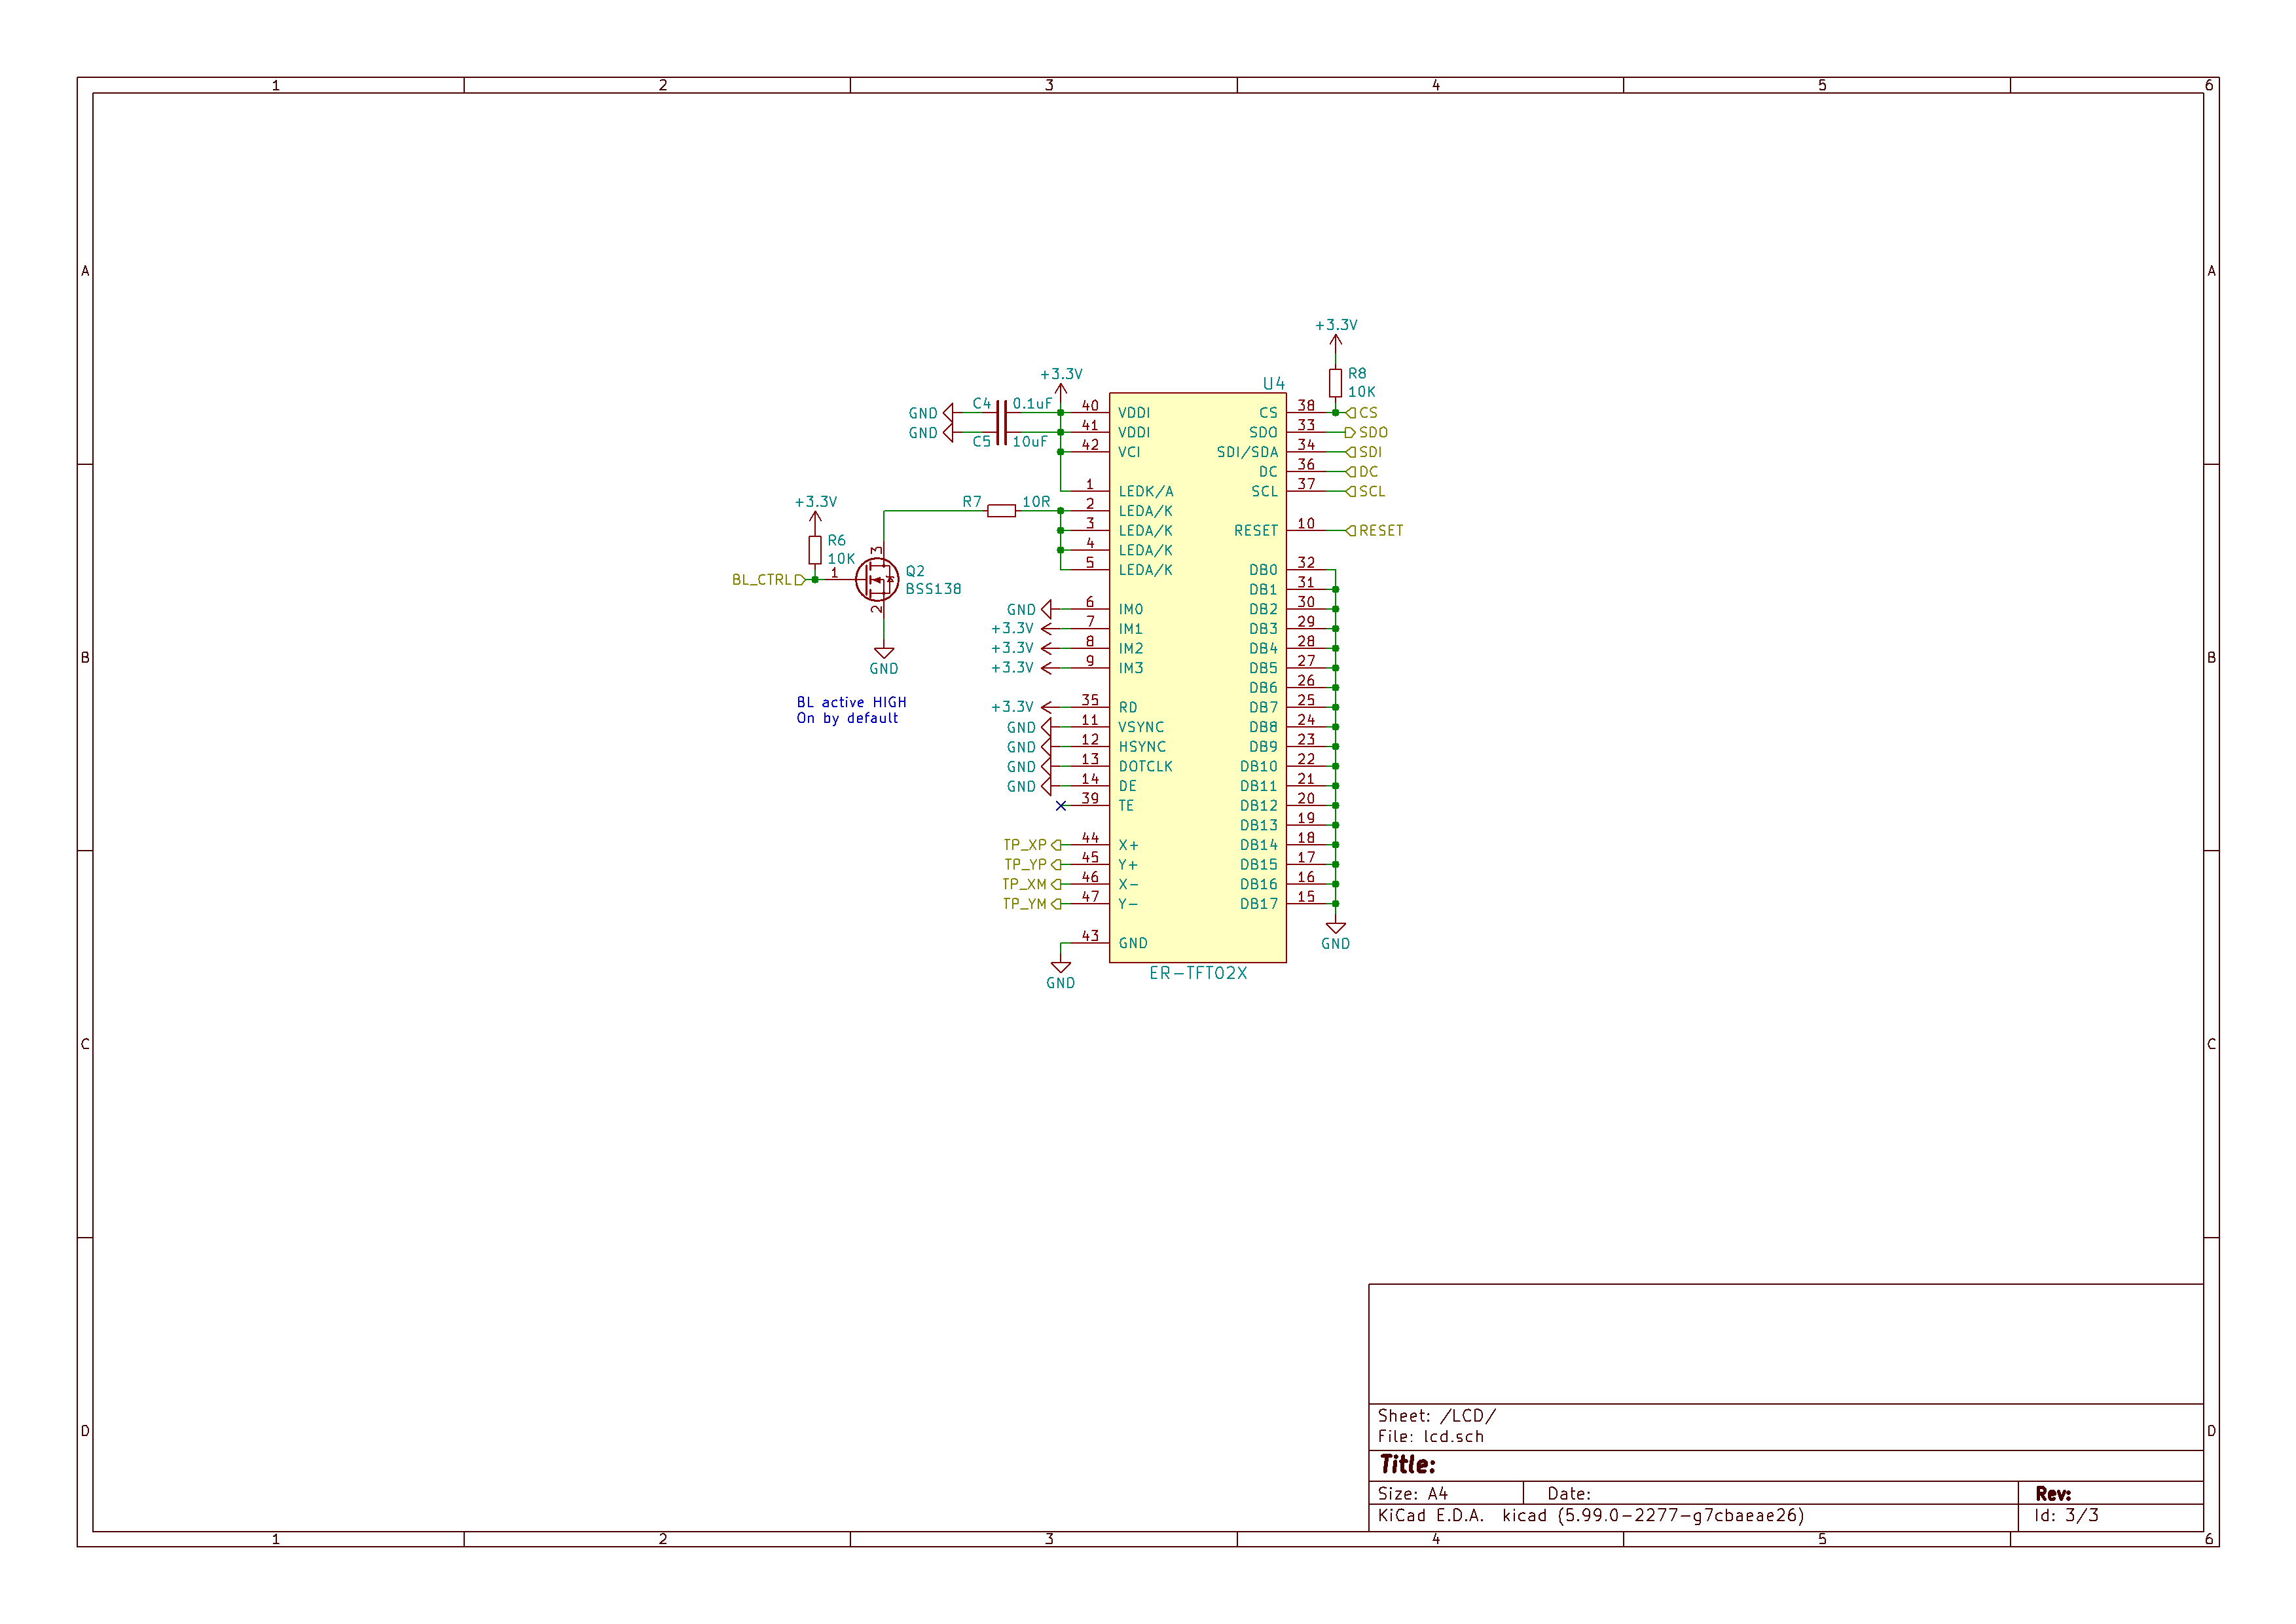 1 2 3 4 5 6
A A
B B
C C
D D
+3.3V
R8
10K
+3.3V
U4
GND C4 0.1uF 40 VDDI CS 38 CS
GND C5 10uF 41 VDDI SDO 33 SDO
42 VCI SDI/SDA 34 SDI
DC 36 DC
1 LEDK/A SCL 37 SCL
+3.3V R7 10R 2 LEDA/K
3 LEDA/K RESET 10 RESET
R6
10K
4 LEDA/K
5 LEDA/K DB0 32
BL_CTRL 1 3 2
Q2
BSS138
GND
DB1 31
GND 6 IM0 DB2 30
+3.3V 7 IM1 DB3 29
+3.3V 8 IM2 DB4 28
+3.3V 9 IM3 DB5 27
DB6 26
BL active HIGH
On by default
+3.3V 35 RD DB7 25
GND 11 VSYNC DB8 24
GND 12 HSYNC DB9 23
GND 13 DOTCLK DB10 22
GND 14 DE DB11 21
39 TE DB12 20
DB13 19
TP_XP 44 X+ DB14 18
TP_YP 45 Y+ DB15 17
TP_XM 46 X- DB16 16
TP_YM 47 Y- DB17 15
43 GND
GND
GND
ER-TFT02X
Sheet: /LCD/
File: lcd.sch
Title:
Size: A4 Date: Rev:
KiCad E.D.A. kicad (5.99.0-2277-g7cbaeae26) Id: 3/3
1 2 3 4 5 6